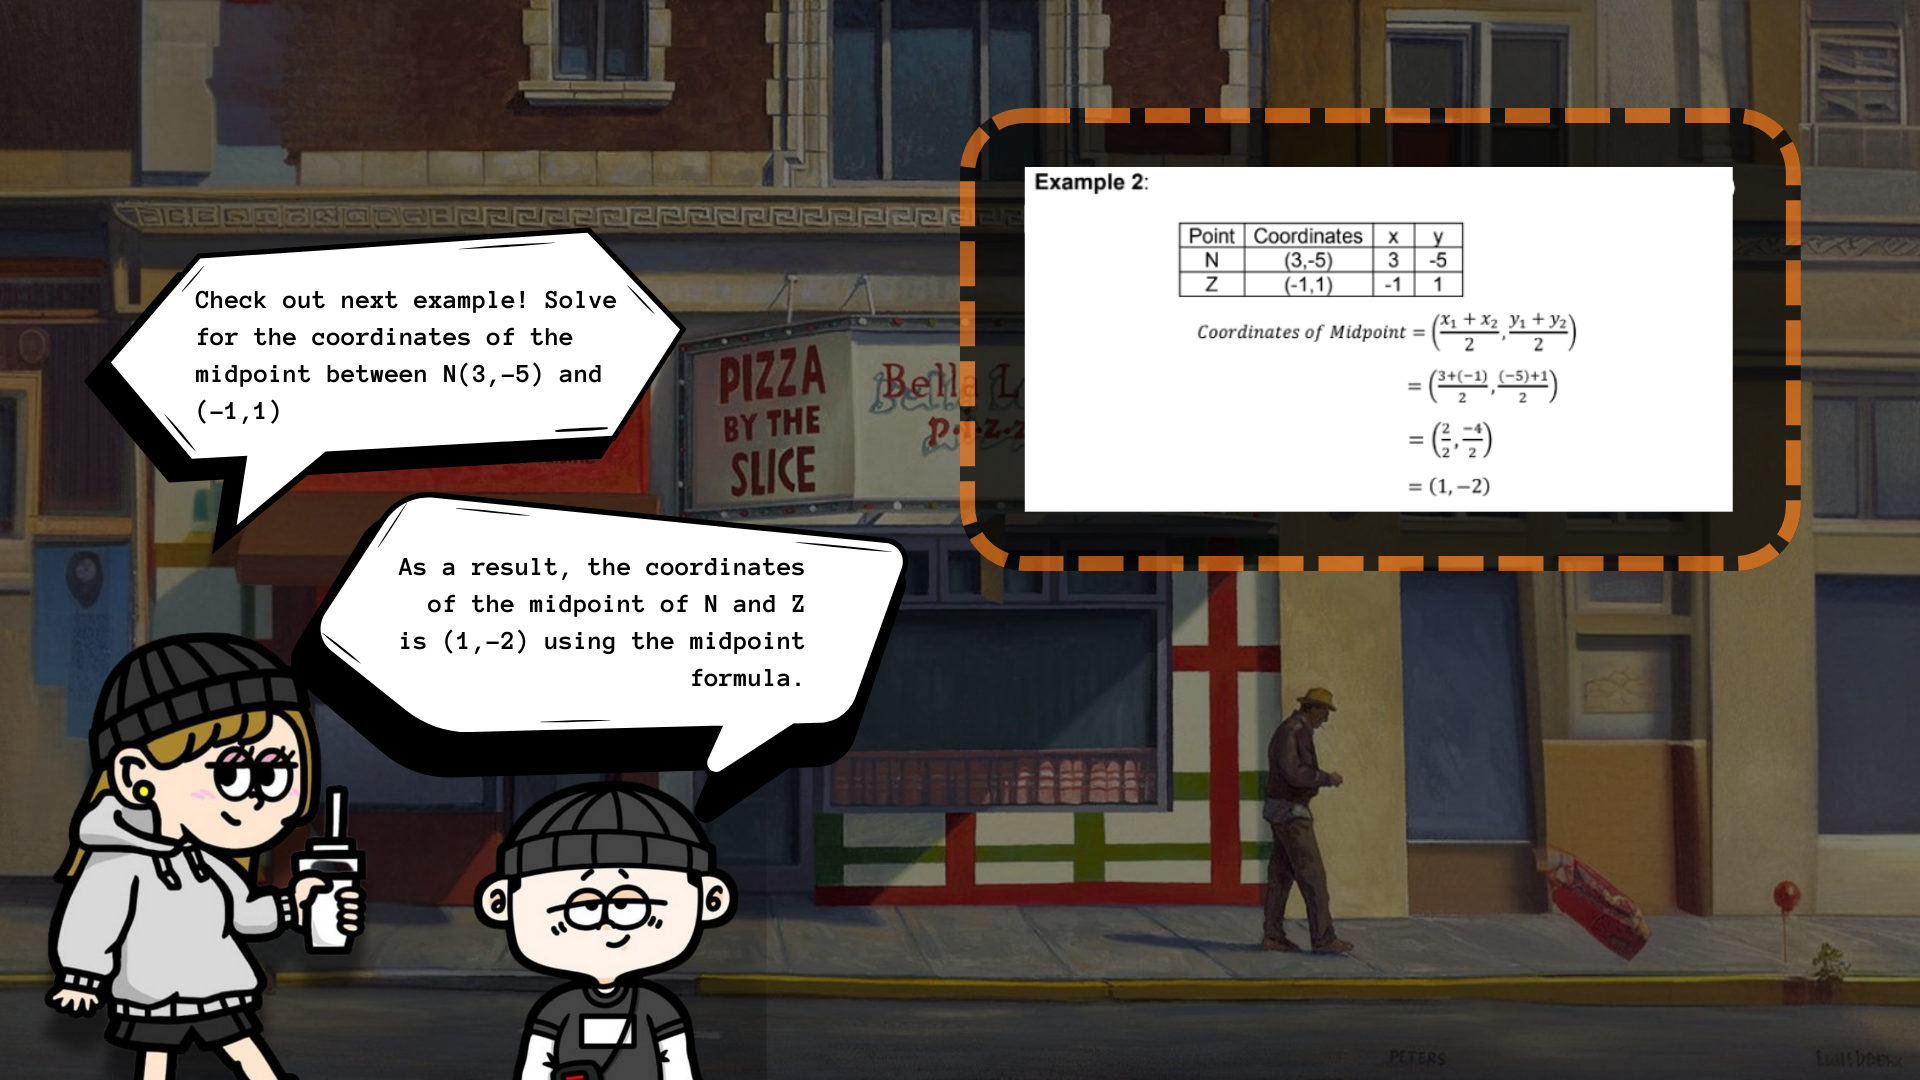 Check out next example! Solve
for the coordinates of the
midpoint between N(3,-5) and
(-1,1)
As a result, the coordinates
of the midpoint of N and Z
is (1,-2) using the midpoint
formula.
Example 2:
Point Coordinates x y
N (3,-5) 3 -5
Z (-1,1) -1 1
Coordinates of Midpoint = (x₁ + x₂ / 2, y₁ + y₂ / 2)
= (3+(−1) / 2, (−5)+1 / 2)
= (2/2, −4/2)
= (1, −2)
PIZZA
BY THE
SLICE
Bella
PETERS